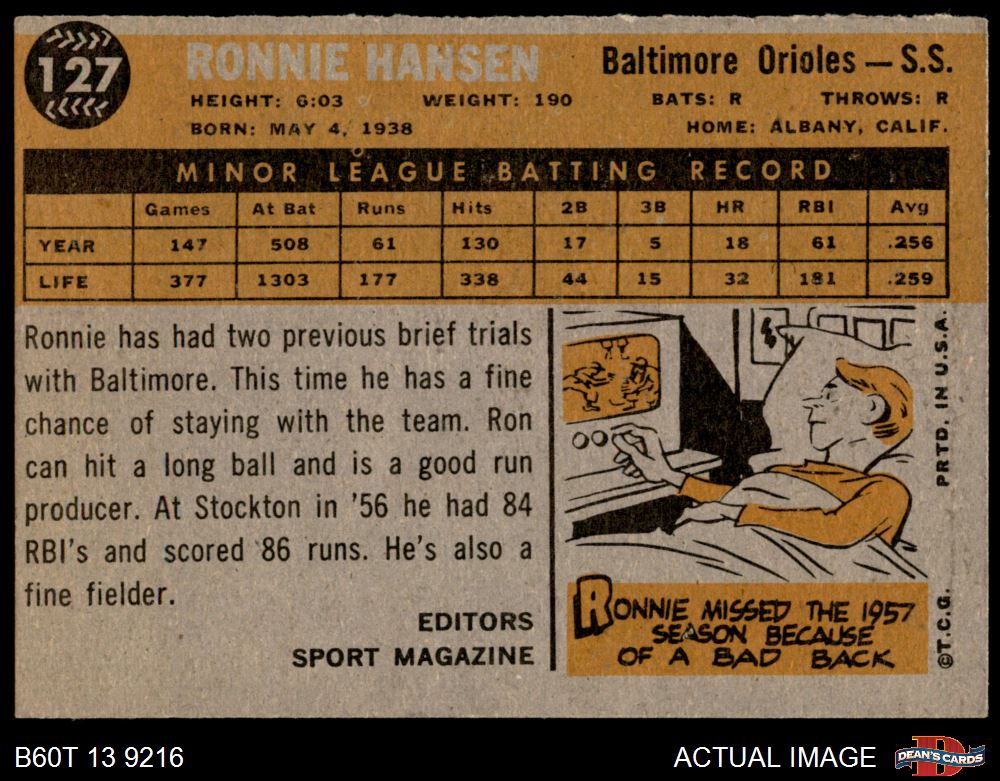 127
RONNIE HANSEN
Baltimore Orioles — S.S.
HEIGHT: 6:03 WEIGHT: 190 BATS: R THROWS: R
BORN: MAY 4, 1938 HOME: ALBANY, CALIF.
MINOR LEAGUE BATTING RECORD
Games At Bat Runs Hits 2B 3B HR RBI Avg
YEAR 147 508 61 130 17 5 18 61 .256
LIFE 377 1303 177 338 44 15 32 181 .259
Ronnie has had two previous brief trials
with Baltimore. This time he has a fine
chance of staying with the team. Ron
can hit a long ball and is a good run
producer. At Stockton in '56 he had 84
RBI's and scored 86 runs. He's also a
fine fielder.
EDITORS
SPORT MAGAZINE
RONNIE MISSED THE 1957
SEASON BECAUSE
OF A BAD BACK
©T.C.G. PRTD. IN U.S.A.
B60T 13 9216
ACTUAL IMAGE
D
DEAN'S CARDS